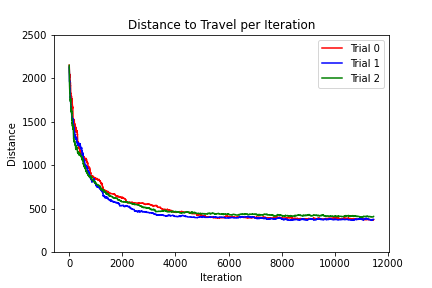 Distance to Travel per Iteration
2500
2000
1500
1000
500
0
Distance
Trial 0
Trial 1
Trial 2
0
2000
4000
6000
8000
10000
12000
Iteration